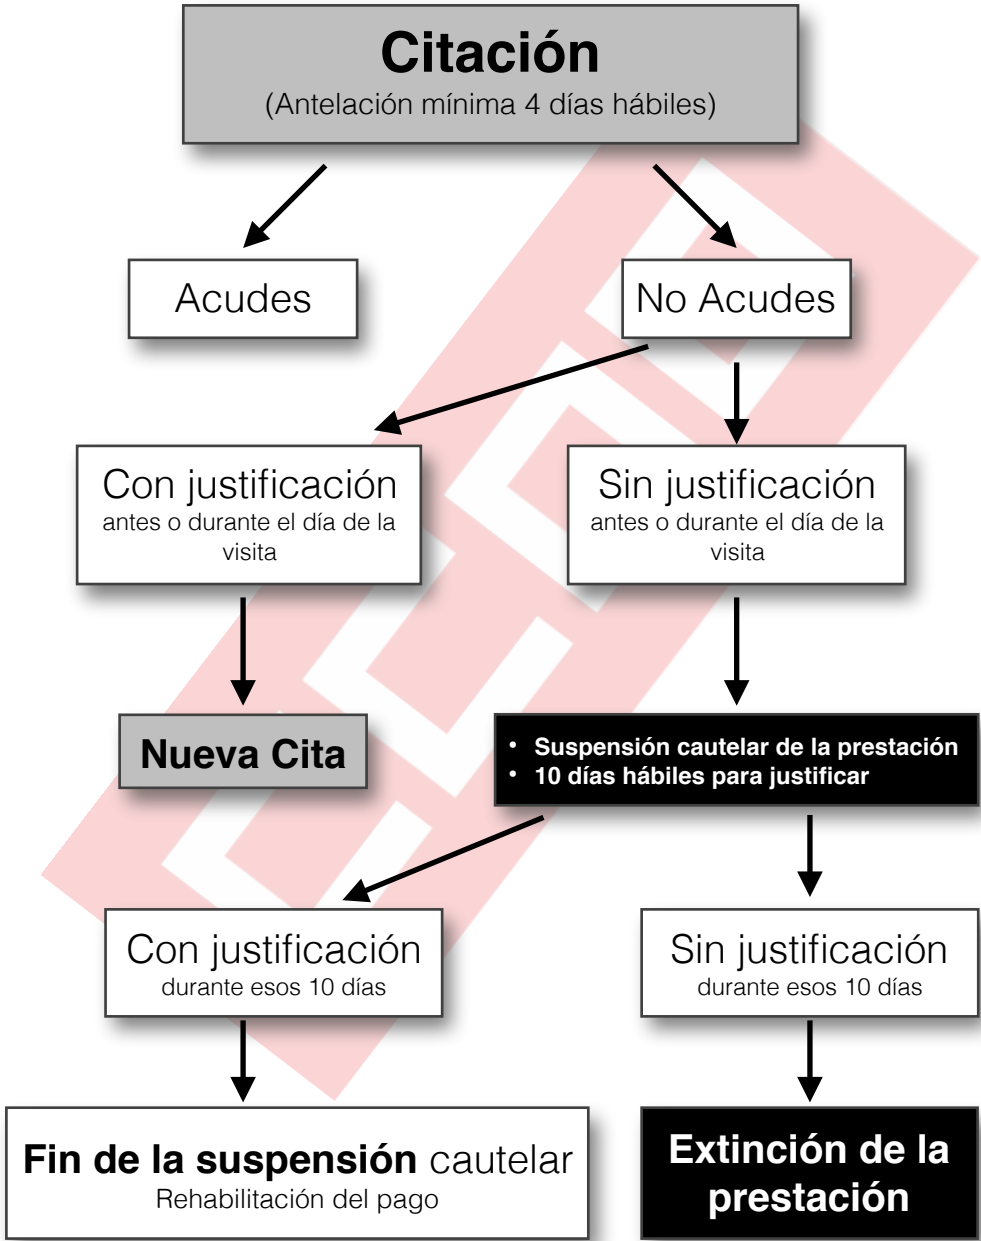 Citación
(Antelación mínima 4 días hábiles)
Acudes
No Acudes
Con justificación
antes o durante el día de la
visita
Sin justificación
antes o durante el día de la
visita
Nueva Cita
• Suspensión cautelar de la prestación
• 10 días hábiles para justificar
Con justificación
durante esos 10 días
Sin justificación
durante esos 10 días
Fin de la suspensión cautelar
Rehabilitación del pago
Extinción de la
prestación